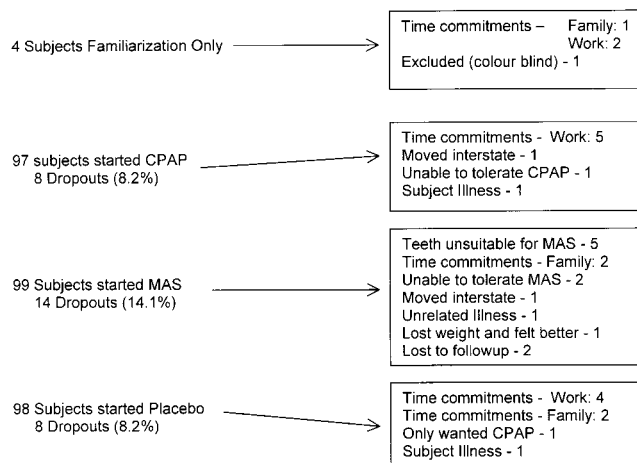 4 Subjects Familiarization Only
Time commitments – Family: 1
Work: 2
Excluded (colour blind) - 1
97 subjects started CPAP
8 Dropouts (8.2%)
Time commitments - Work: 5
Moved interstate - 1
Unable to tolerate CPAP - 1
Subject Illness - 1
99 Subjects started MAS
14 Dropouts (14.1%)
Teeth unsuitable for MAS - 5
Time commitments - Family: 2
Unable to tolerate MAS - 2
Moved interstate - 1
Unrelated Illness - 1
Lost weight and felt better - 1
Lost to followup - 2
98 Subjects started Placebo
8 Dropouts (8.2%)
Time commitments - Work: 4
Time commitments - Family: 2
Only wanted CPAP - 1
Subject Illness - 1